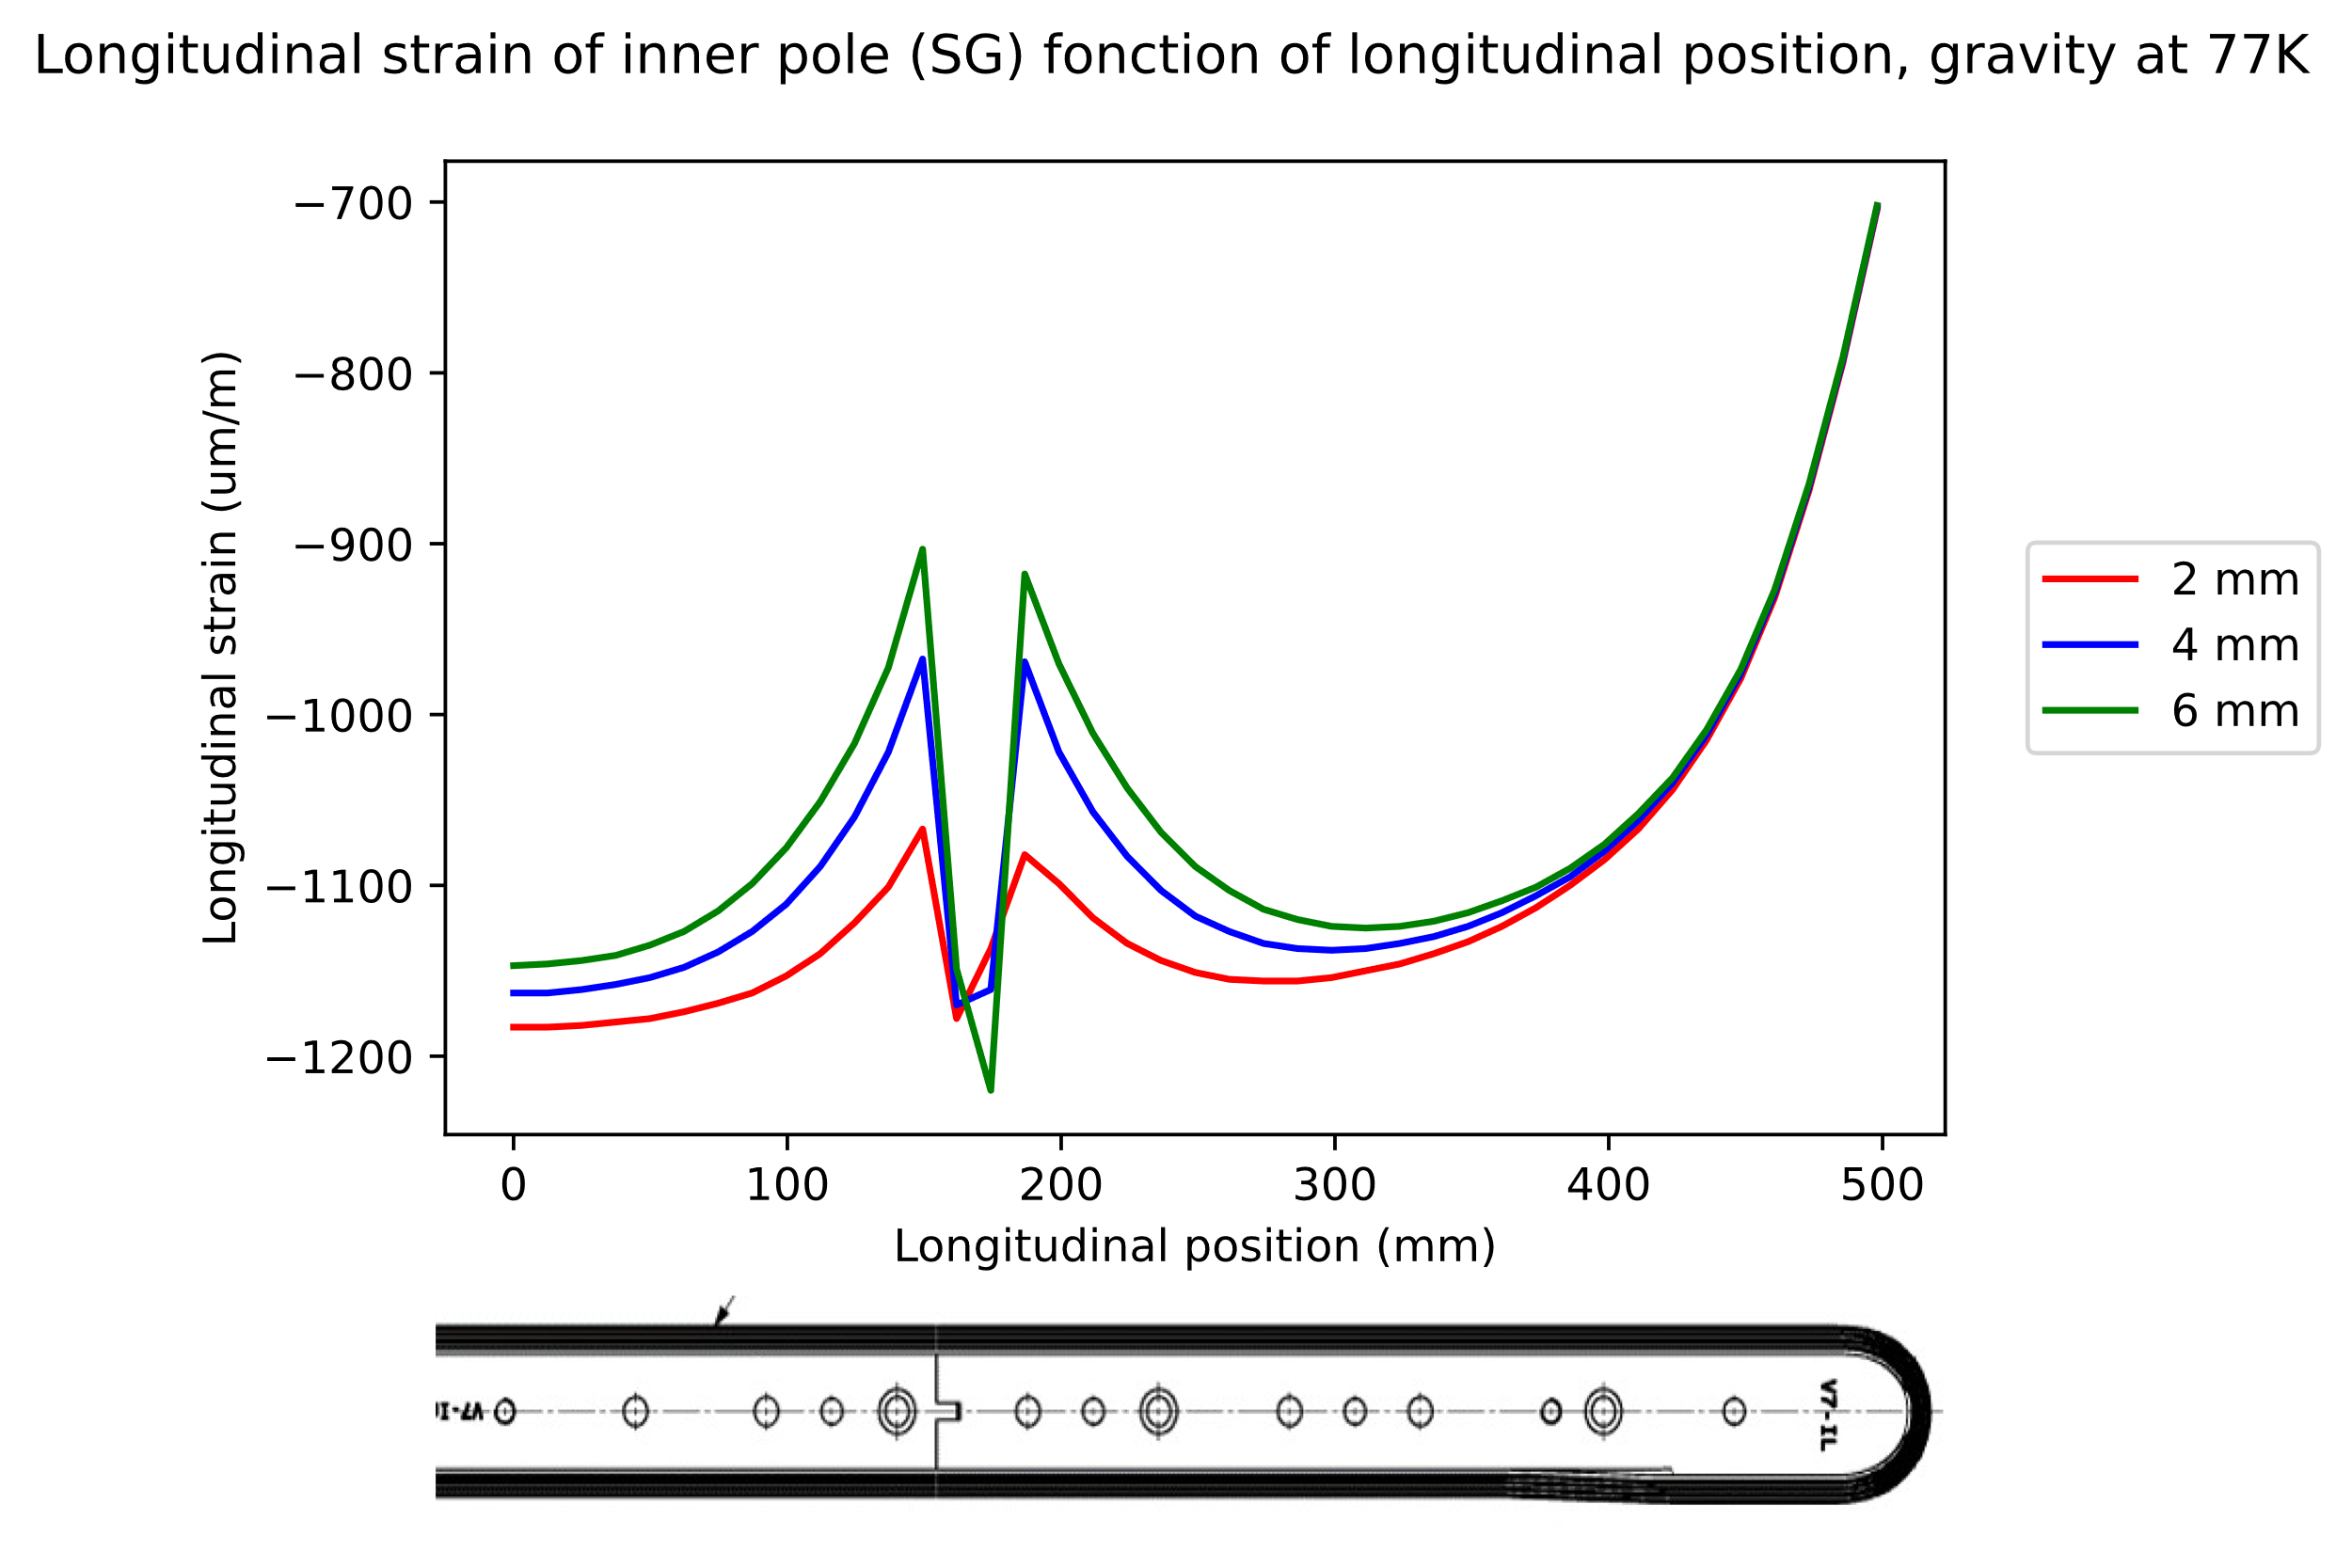 Longitudinal strain of inner pole (SG) fonction of longitudinal position, gravity at 77K
Longitudinal strain (um/m)
−700
−800
−900
−1000
−1100
−1200
0 100 200 300 400 500
Longitudinal position (mm)
2 mm
4 mm
6 mm
V7-I
V7-IL